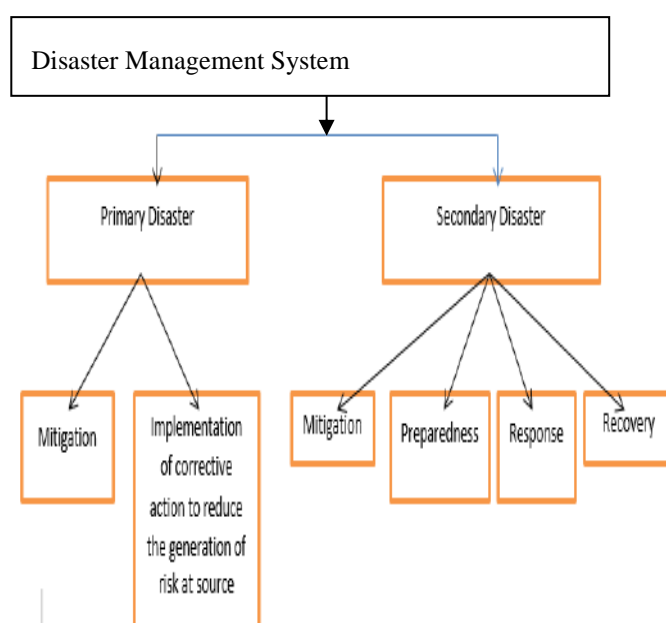 Disaster Management System
Primary Disaster
Secondary Disaster
Mitigation
Implementation
of corrective
action to reduce
the generation of
risk at source
Mitigation
Preparedness
Response
Recovery